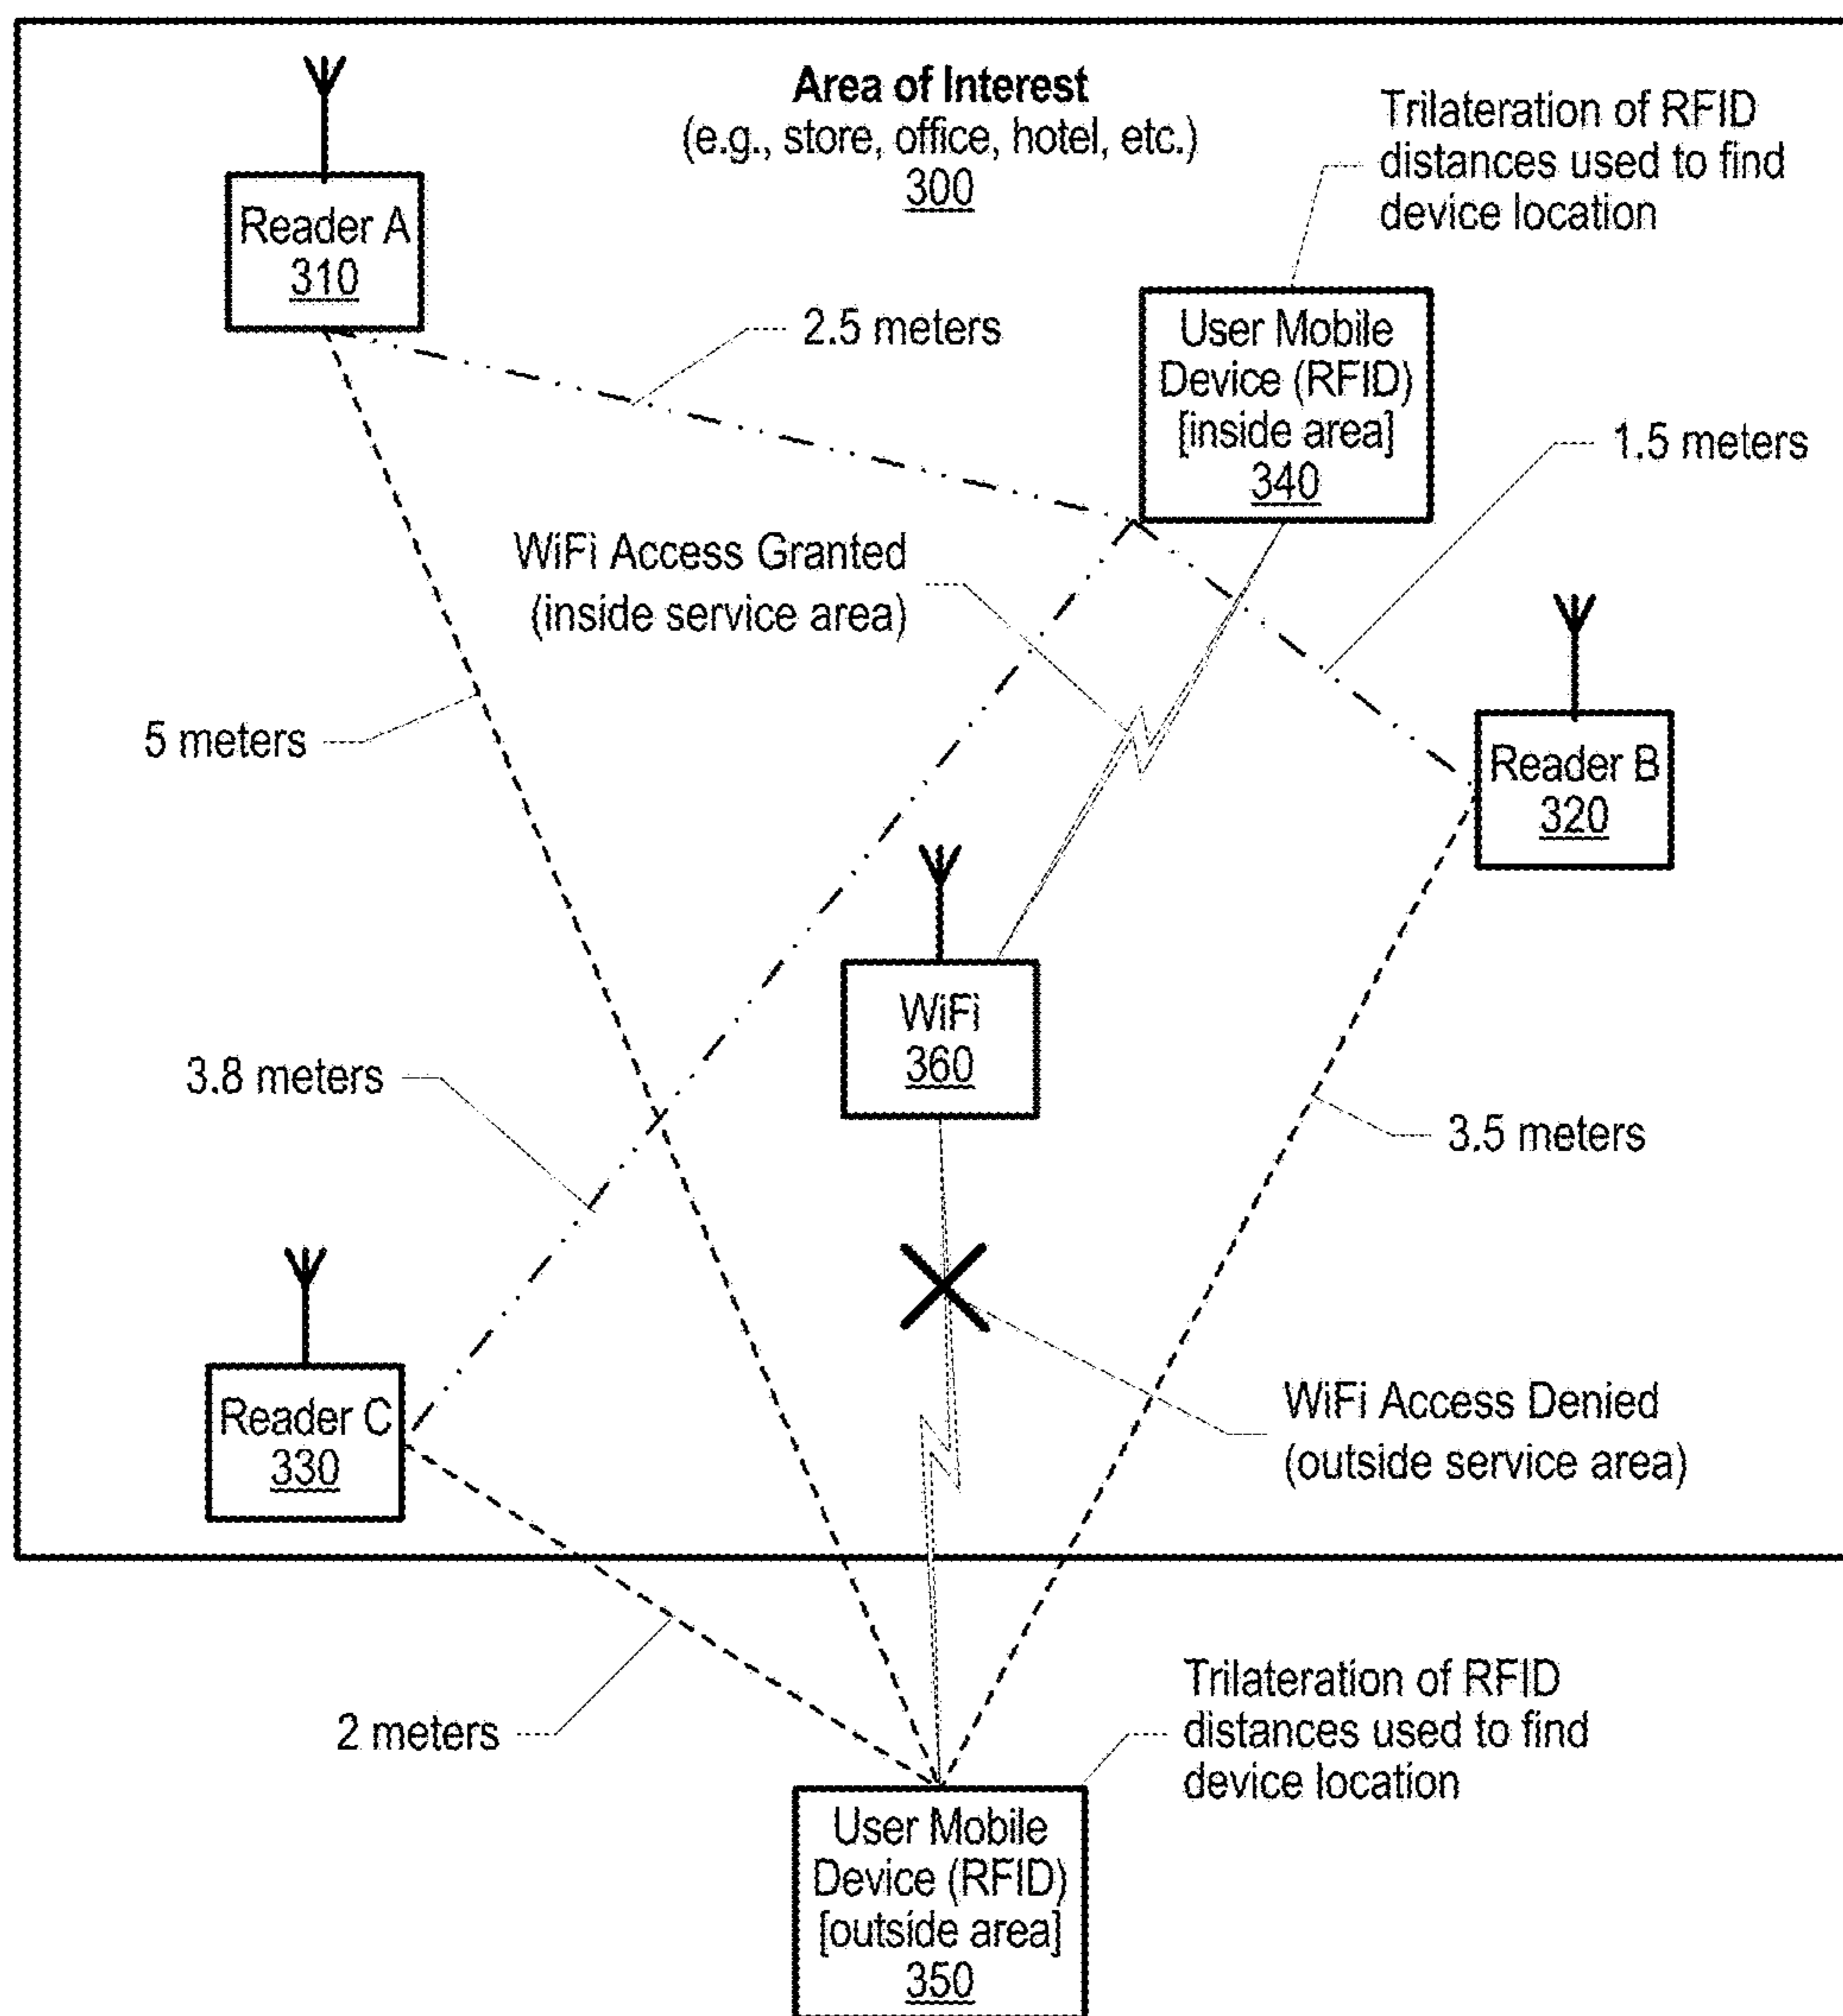 Area of Interest
(e.g., store, office, hotel, etc.)
300
Trilateration of RFID
distances used to find
device location
Reader A
310
2.5 meters
User Mobile
Device (RFID)
[inside area]
340
1.5 meters
WiFi Access Granted
(inside service area)
5 meters
Reader B
320
WiFi
360
3.8 meters
3.5 meters
Reader C
330
WiFi Access Denied
(outside service area)
2 meters
Trilateration of RFID
distances used to find
device location
User Mobile
Device (RFID)
[outside area]
350